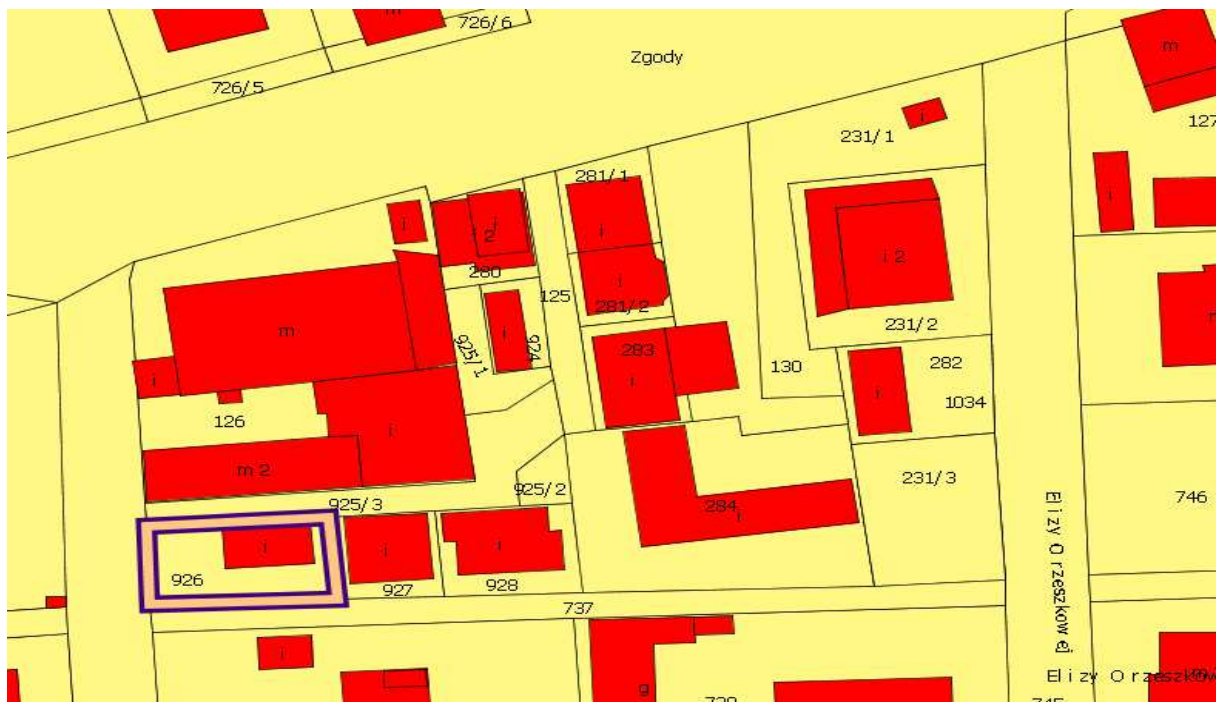 m
726/6
Zgody
m
726/5
127
i
231/1
281/1
i
i
i 2
i
i 2
280
i
125
281/2
231/2
m
i
924
925/1
283
282
130
i
i
i
1034
126
i
m 2
231/3
925/2
746
925/3
284
i
Elizy Orzeszkowej
i
i
i
926
927
928
737
i
g
Elizy Orzeszkow